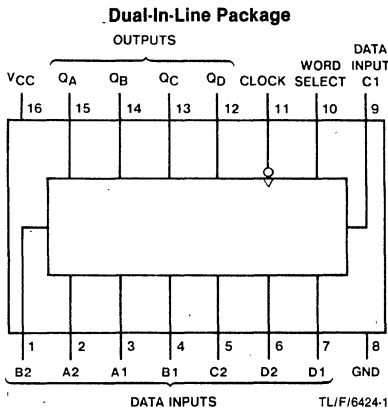 Dual-In-Line Package
OUTPUTS
VCC QA QB QC QD CLOCK WORD SELECT DATA INPUT C1
16 15 14 13 12 11 10 9
1 2 3 4 5 6 7 8
B2 A2 A1 B1 C2 D2 D1 GND
DATA INPUTS
TL/F/6424-1